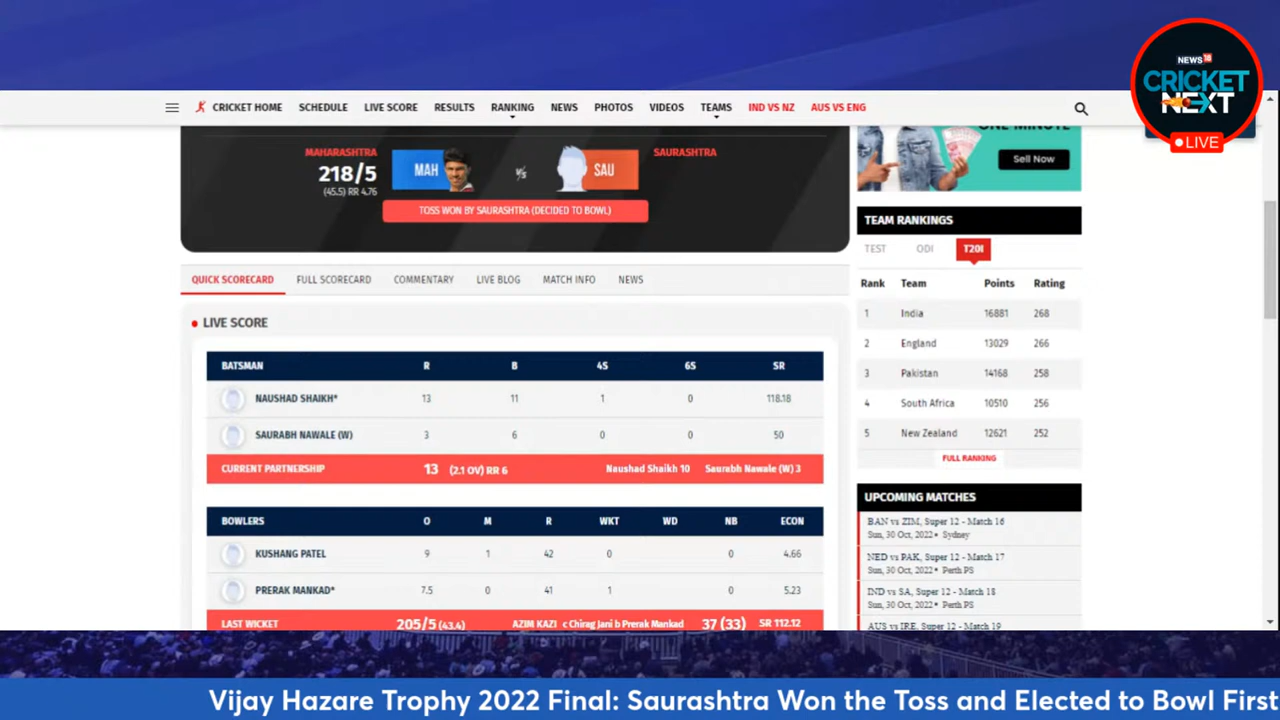 NEWS18
CRICKET
NEXT
LIVE
CRICKET HOME SCHEDULE LIVE SCORE RESULTS RANKING NEWS PHOTOS VIDEOS TEAMS IND VS NZ AUS VS ENG
ONE MINUTE
Sell Now
MAHARASHTRA
218/5
(45.5) RR 4.76
MAH
V/S
SAU
SAURASHTRA
TOSS WON BY SAURASHTRA (DECIDED TO BOWL)
QUICK SCORECARD FULL SCORECARD COMMENTARY LIVE BLOG MATCH INFO NEWS
LIVE SCORE
BATSMAN R B 4S 6S SR
NAUSHAD SHAIKH* 13 11 1 0 118.18
SAURABH NAWALE (W) 3 6 0 0 50
CURRENT PARTNERSHIP 13 (2.1 OV) RR 6 Naushad Shaikh 10 Saurabh Nawale (W) 3
BOWLERS O M R WKT WD NB ECON
KUSHANG PATEL 9 1 42 0 0 4.66
PRERAK MANKAD* 7.5 0 41 1 0 5.23
LAST WICKET 205/5 (43.4) AZIM KAZI c Chirag Jani b Prerak Mankad 37 (33) SR 112.12
TEAM RANKINGS
TEST ODI T20I
Rank Team Points Rating
1 India 16881 268
2 England 13029 266
3 Pakistan 14168 258
4 South Africa 10510 256
5 New Zealand 12621 252
FULL RANKING
UPCOMING MATCHES
BAN vs ZIM, Super 12 - Match 16
Sun, 30 Oct, 2022 • Sydney
NED vs PAK, Super 12 - Match 17
Sun, 30 Oct, 2022 • Perth PS
IND vs SA, Super 12 - Match 18
Sun, 30 Oct, 2022 • Perth PS
AUS vs IRE, Super 12 - Match 19
Vijay Hazare Trophy 2022 Final: Saurashtra Won the Toss and Elected to Bowl First